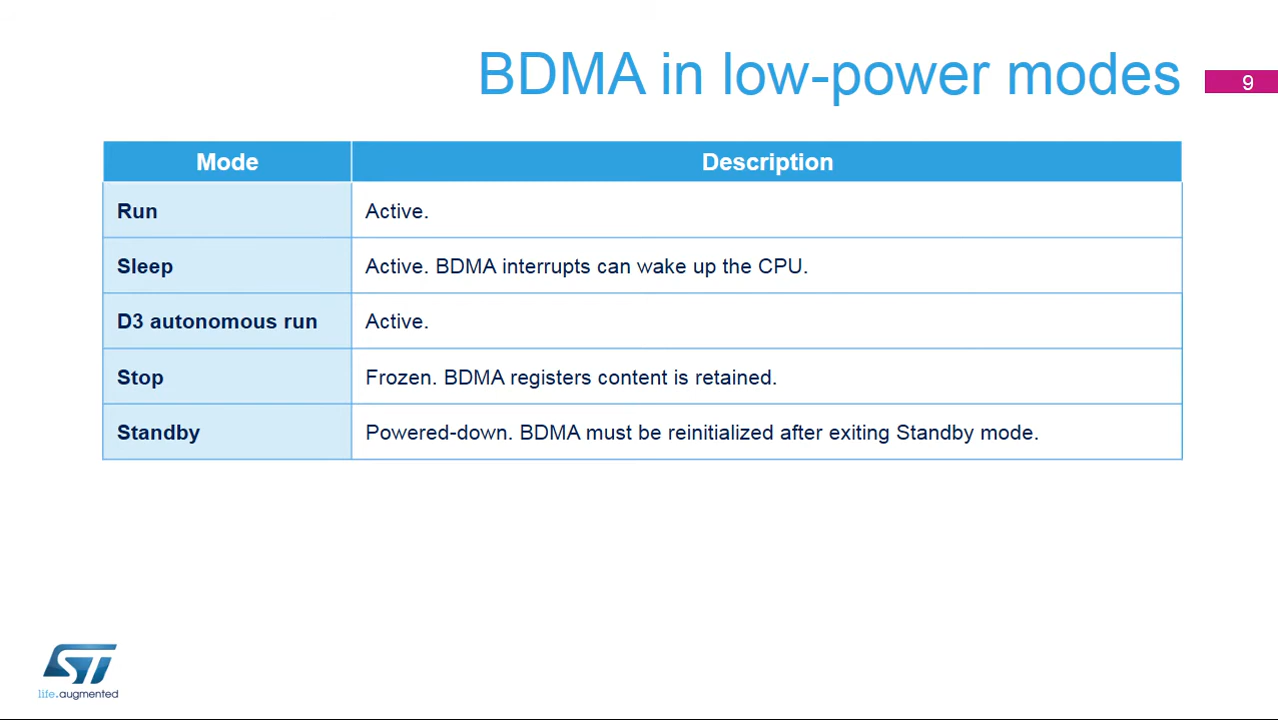 BDMA in low-power modes
9
Mode Description
Run Active.
Sleep Active. BDMA interrupts can wake up the CPU.
D3 autonomous run Active.
Stop Frozen. BDMA registers content is retained.
Standby Powered-down. BDMA must be reinitialized after exiting Standby mode.
ST
life.augmented